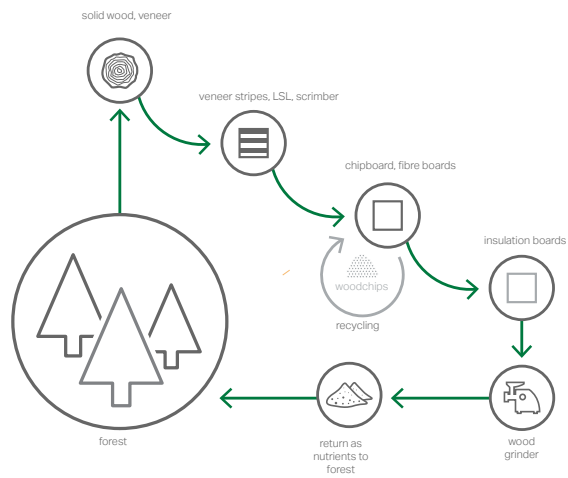 solid wood, veneer
veneer stripes, LSL, scrimber
chipboard, fibre boards
insulation boards
woodchips
recycling
forest
return as
nutrients to
forest
wood
grinder